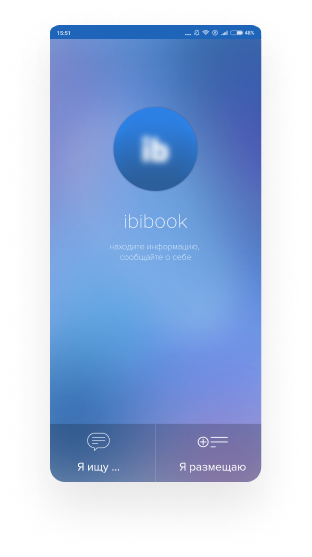 15:51
48%
ib
ibibook
находите информацию,
сообщайте о себе
Я ищу ...
Я размещаю